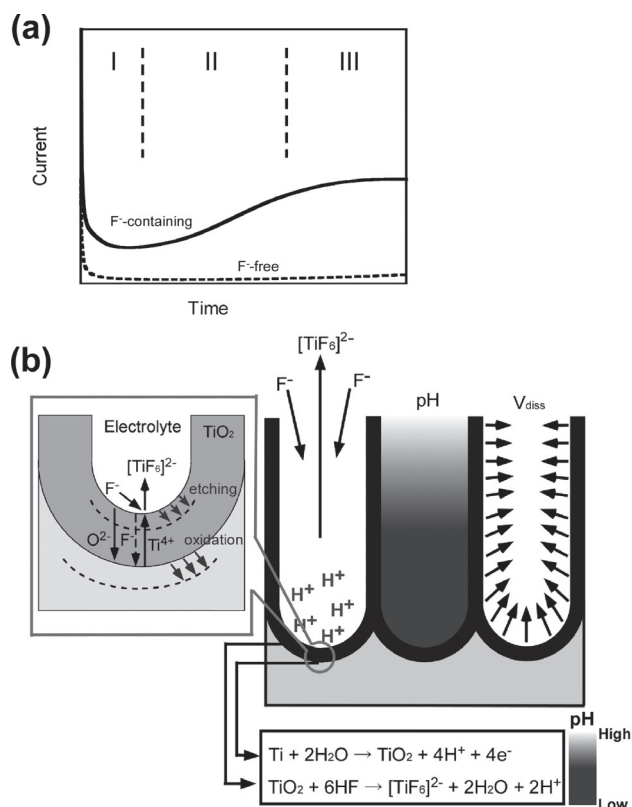 (a)
I II III
Current
F⁻-containing
F⁻-free
Time
(b)
[TiF₆]²⁻
F⁻ F⁻
pH
V_diss
Electrolyte TiO₂
[TiF₆]²⁻
F⁻ etching
O²⁻ F⁻ Ti⁴⁺ oxidation
H⁺ H⁺
H⁺ H⁺
H⁺ H⁺
pH
High
Ti + 2H₂O → TiO₂ + 4H⁺ + 4e⁻
TiO₂ + 6HF → [TiF₆]²⁻ + 2H₂O + 2H⁺
Low